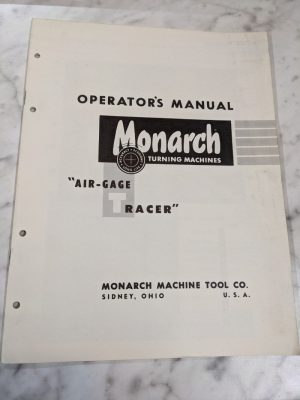 OPERATOR'S MANUAL
Monarch
TURNING MACHINES
"AIR-GAGE
TRACER"
MONARCH MACHINE TOOL CO.
SIDNEY, OHIO U. S. A.